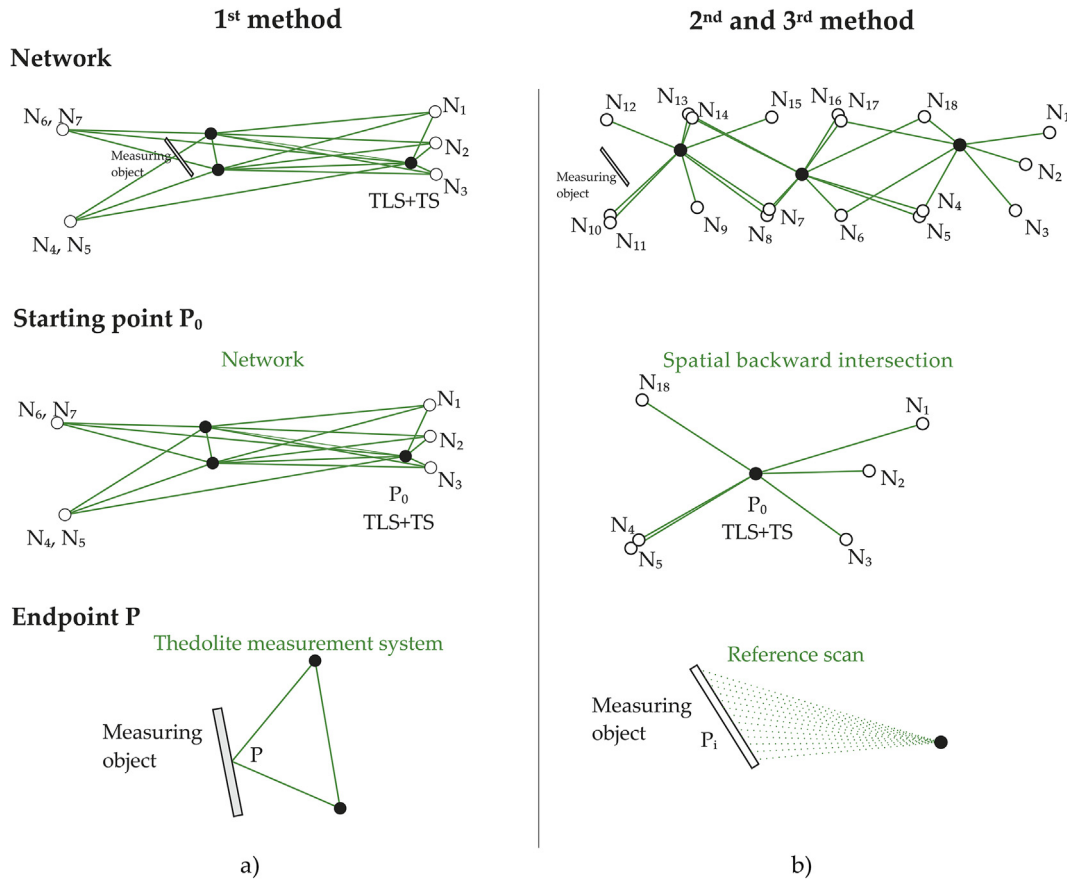 1st method
2nd and 3rd method
Network
N6, N7
Measuring
object
N1
N2
N3
TLS+TS
N4, N5
N12
N13
N14
N15
N16
N17
N18
N1
Measuring
object
N2
N10
N11
N9
N8
N7
N6
N4
N5
N3
Starting point P0
Network
N6, N7
N1
N2
N3
P0
TLS+TS
N4, N5
Spatial backward intersection
N18
N1
N2
P0
TLS+TS
N4
N5
N3
Endpoint P
Thedolite measurement system
Measuring
object
P
Reference scan
Measuring
object
Pi
a)
b)